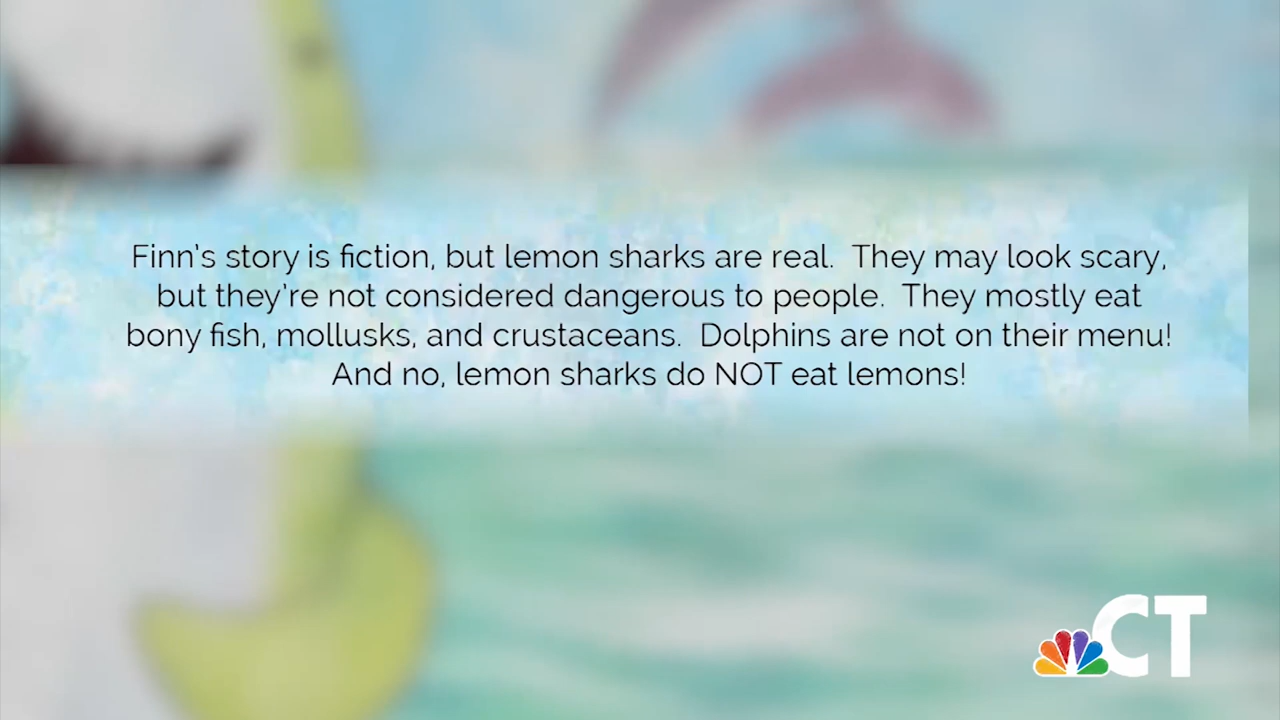 Finn's story is fiction, but lemon sharks are real.  They may look scary,
but they're not considered dangerous to people.  They mostly eat
bony fish, mollusks, and crustaceans.  Dolphins are not on their menu!
And no, lemon sharks do NOT eat lemons!
CT